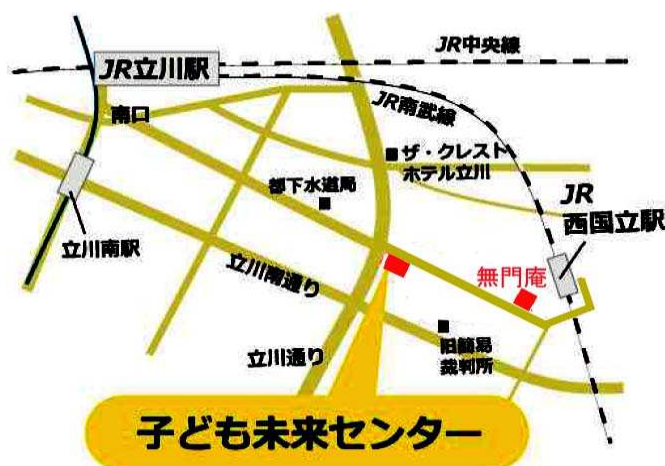 JR中央線
JR立川駅
JR南武線
南口
ザ・クレスト
ホテル立川
都下水道局
JR
西国立駅
立川南駅
無門庵
立川南通り
旧簡易
裁判所
立川通り
子ども未来センター